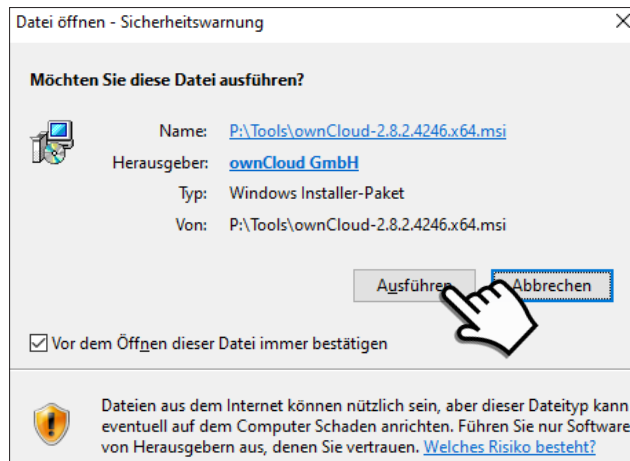 Datei öffnen - Sicherheitswarnung
Möchten Sie diese Datei ausführen?
Name: P:\Tools\ownCloud-2.8.2.4246.x64.msi
Herausgeber: ownCloud GmbH
Typ: Windows Installer-Paket
Von: P:\Tools\ownCloud-2.8.2.4246.x64.msi
Ausführen Abbrechen
Vor dem Öffnen dieser Datei immer bestätigen
Dateien aus dem Internet können nützlich sein, aber dieser Dateityp kann
eventuell auf dem Computer Schaden anrichten. Führen Sie nur Software
von Herausgebern aus, denen Sie vertrauen. Welches Risiko besteht?